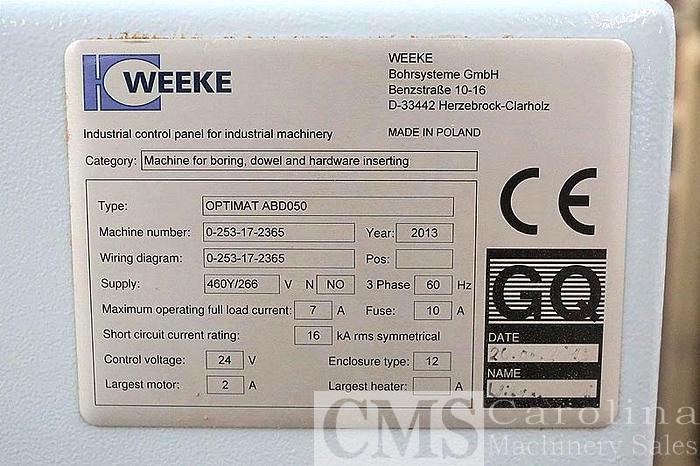 WEEKE
WEEKE
Bohrsysteme GmbH
Benzstraße 10-16
D-33442 Herzebrock-Clarholz
Industrial control panel for industrial machinery
MADE IN POLAND
Category: Machine for boring, dowel and hardware inserting
Type: OPTIMAT ABD050
Machine number: 0-253-17-2365 Year: 2013
Wiring diagram: 0-253-17-2365 Pos:
Supply: 460Y/266 V N NO 3 Phase 60 Hz
Maximum operating full load current: 7 A Fuse: 10 A
Short circuit current rating: 16 kA rms symmetrical
Control voltage: 24 V Enclosure type: 12
Largest motor: 2 A Largest heater: A
CE
GQ
DATE
NAME
CMS Carolina
Machinery Sales